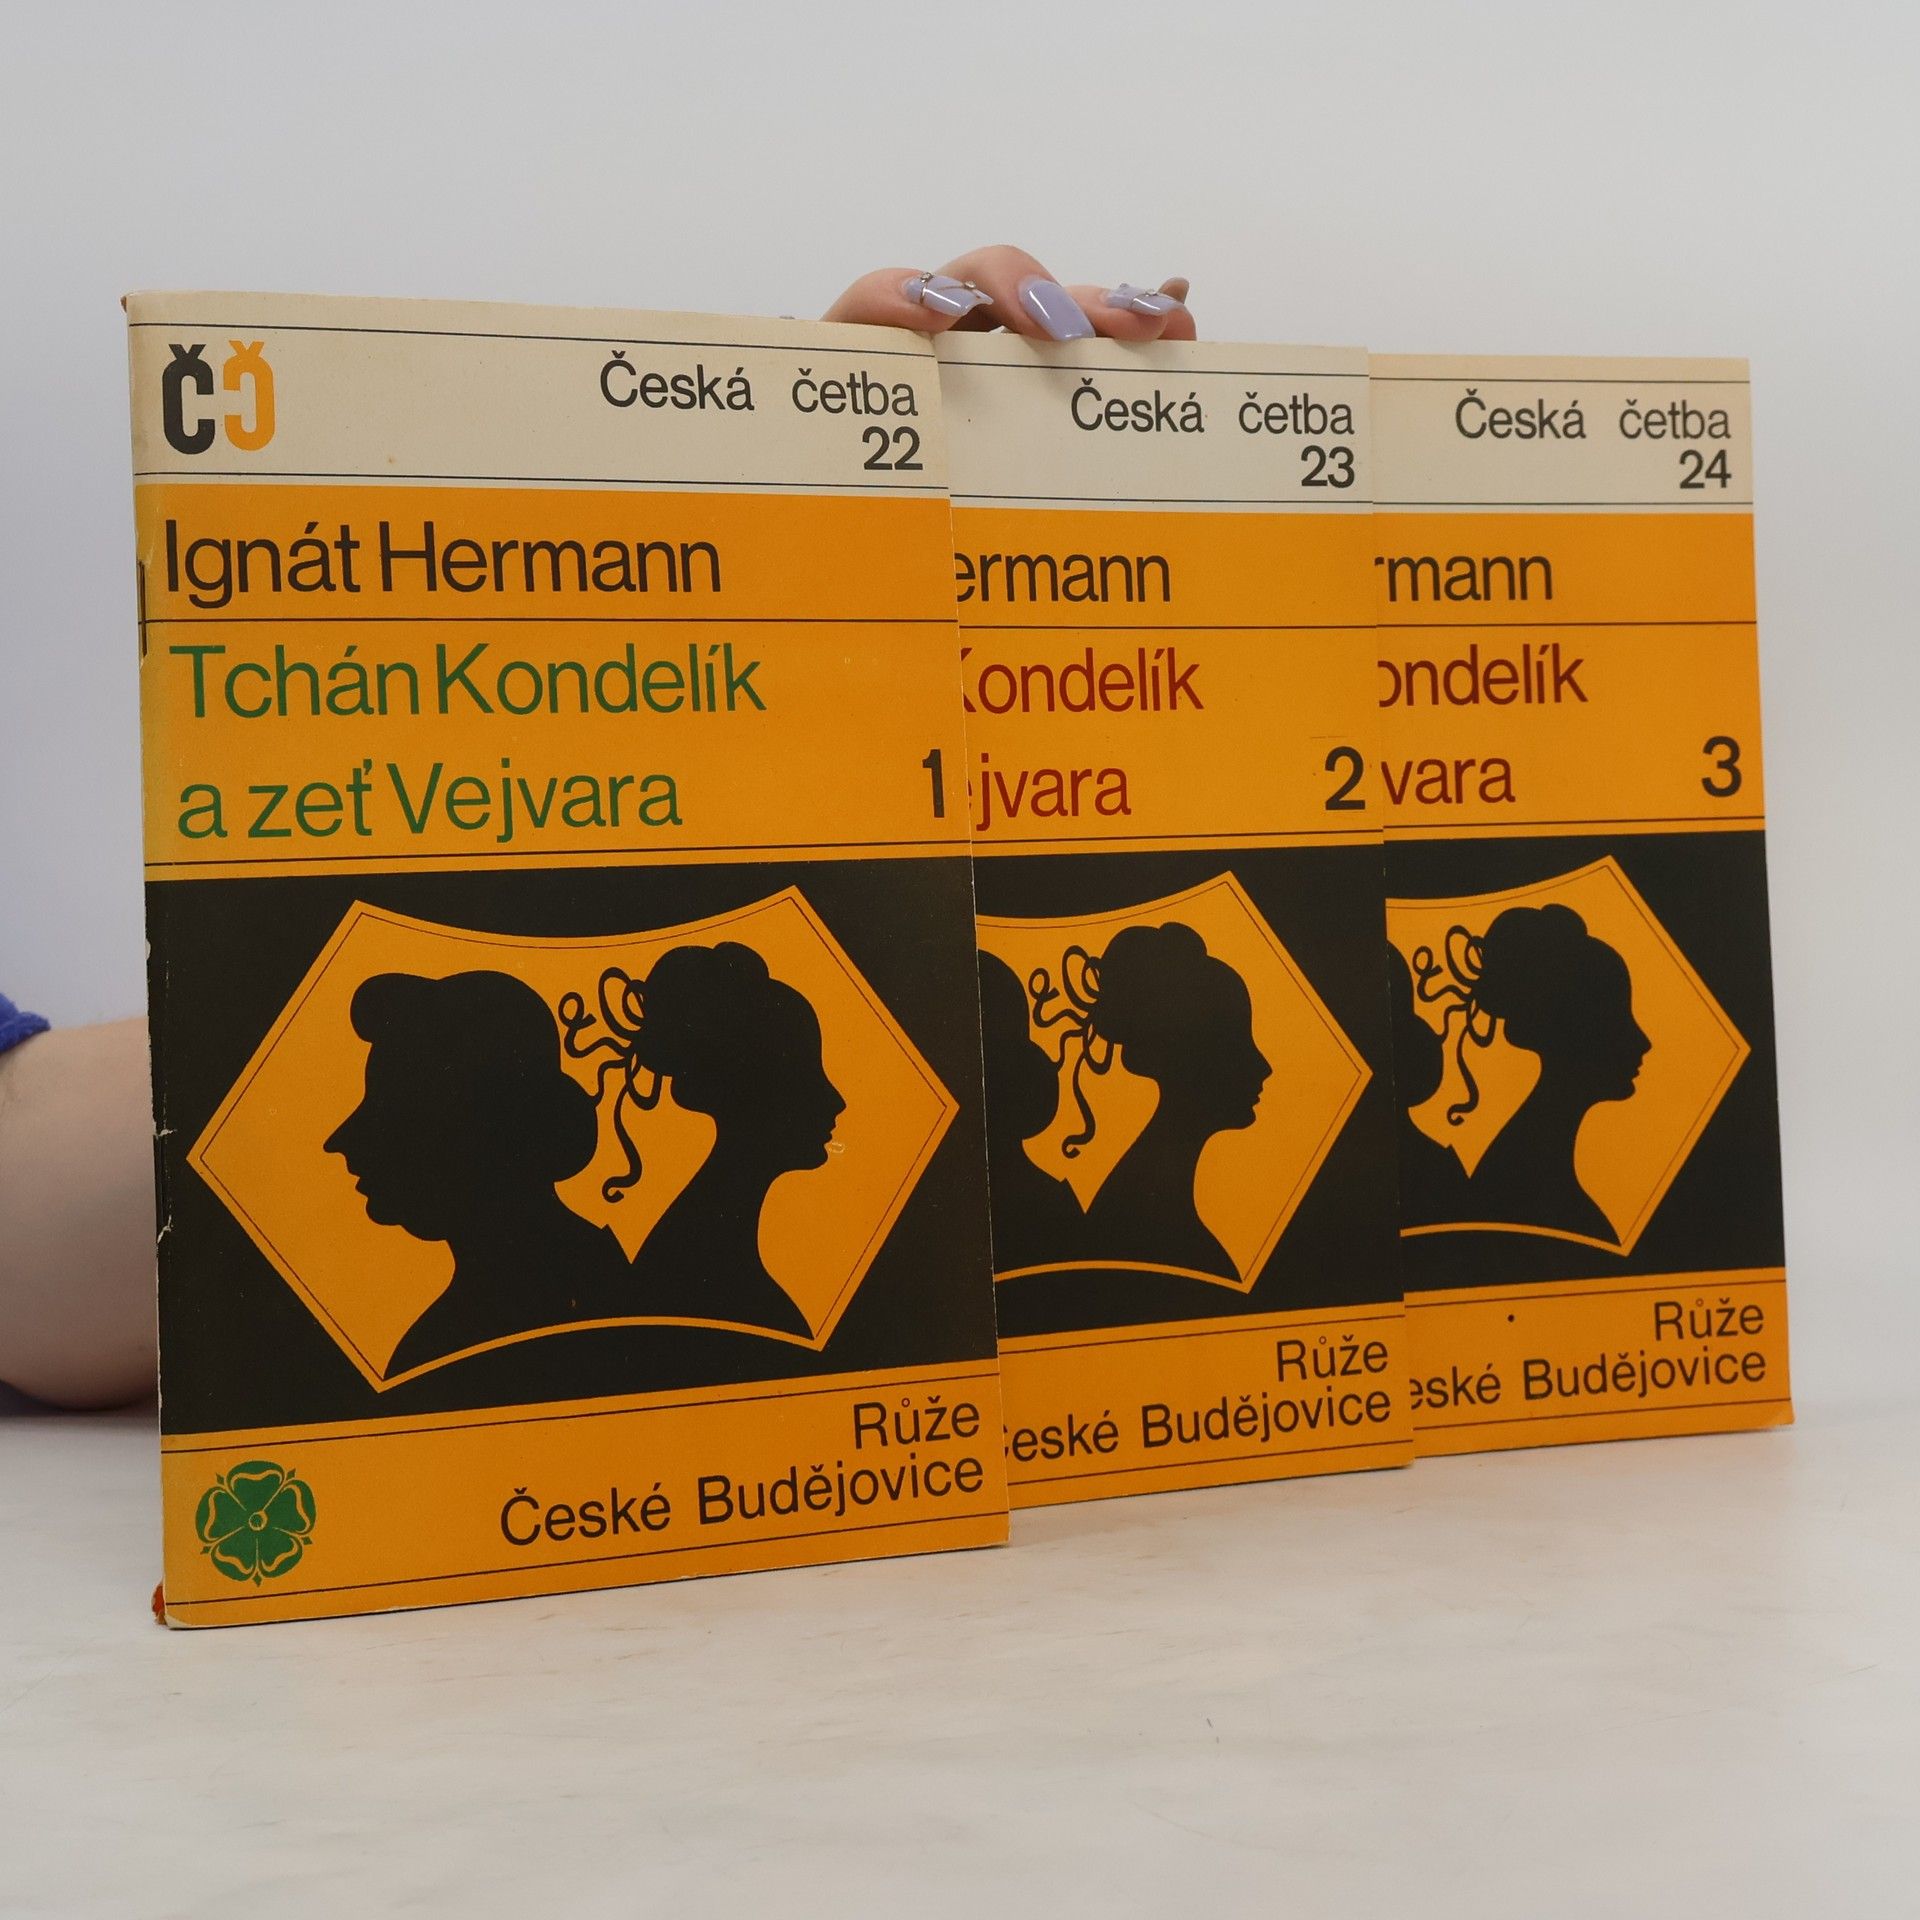 ČČ
Česká četba
22
Ignát Hermann
Tchán Kondelík
a zeť Vejvara 1
Růže
České Budějovice
Česká četba
23
ermann
Kondelík
jvara 2
Růže
České Budějovice
Česká četba
24
rmann
ondelík
vara 3
Růže
eské Budějovice